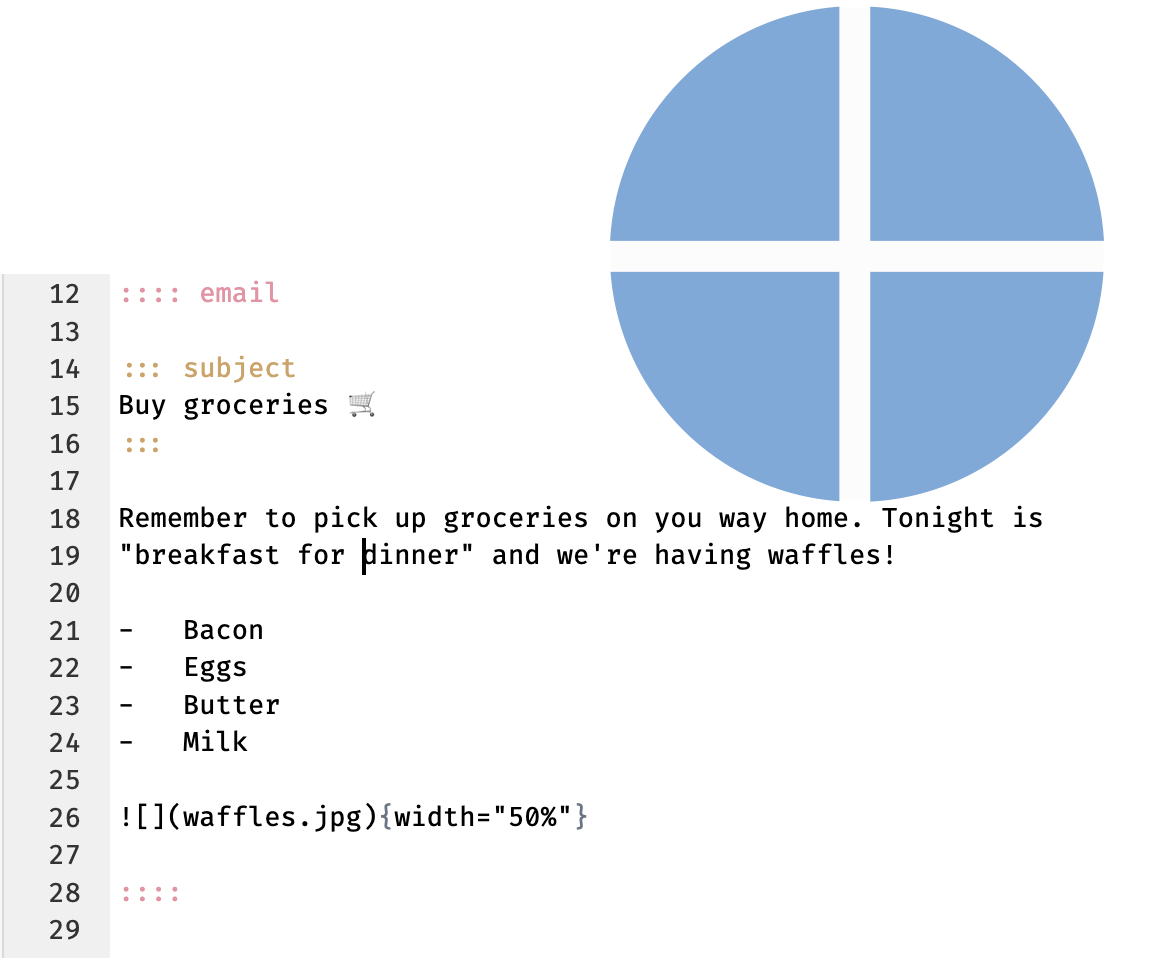 12 :::: email
13
14 ::: subject
15 Buy groceries 🛒
16 :::
17
18 Remember to pick up groceries on you way home. Tonight is
19 "breakfast for dinner" and we're having waffles!
20
21 -   Bacon
22 -   Eggs
23 -   Butter
24 -   Milk
25
26 ![](waffles.jpg){width="50%"}
27
28 ::::
29